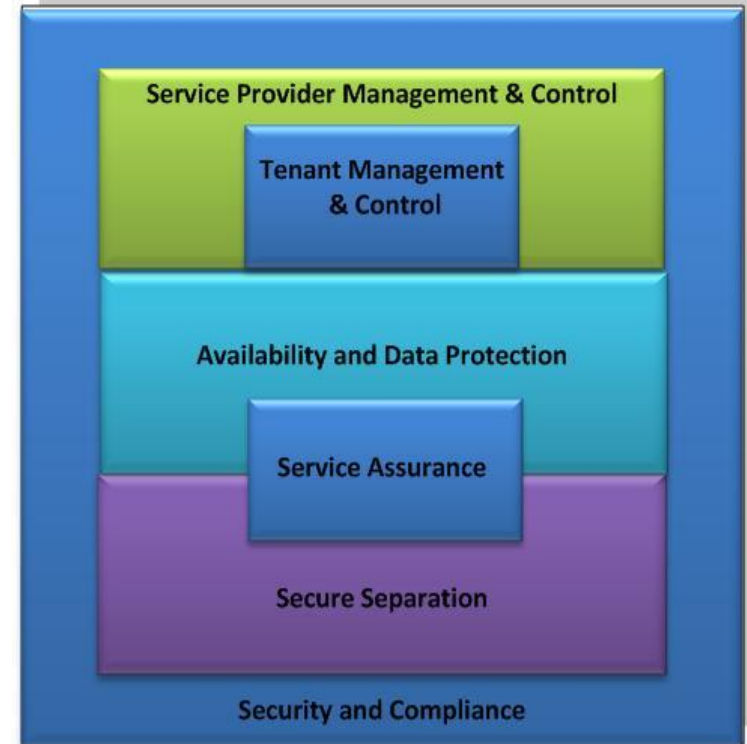 Service Provider Management & Control
Tenant Management
& Control
Availability and Data Protection
Service Assurance
Secure Separation
Security and Compliance